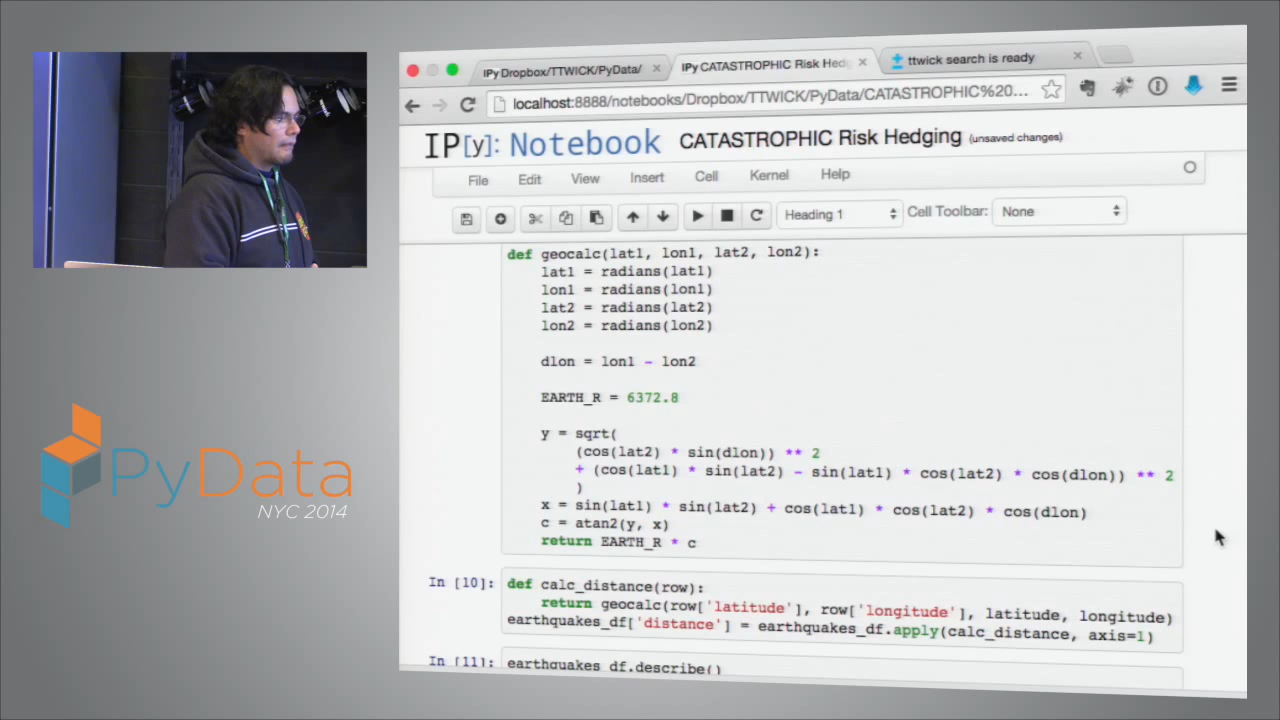 IPy Dropbox/TTWICK/PyData/
IPy CATASTROPHIC Risk Hedg
ttwick search is ready
localhost:8888/notebooks/Dropbox/TTWICK/PyData/CATASTROPHIC%20...
IP[y]: Notebook CATASTROPHIC Risk Hedging (unsaved changes)
File Edit View Insert Cell Kernel Help
Heading 1 Cell Toolbar: None
def geocalc(lat1, lon1, lat2, lon2):
lat1 = radians(lat1)
lon1 = radians(lon1)
lat2 = radians(lat2)
lon2 = radians(lon2)
dlon = lon1 - lon2
EARTH_R = 6372.8
y = sqrt(
(cos(lat2) * sin(dlon)) ** 2
+ (cos(lat1) * sin(lat2) - sin(lat1) * cos(lat2) * cos(dlon)) ** 2
)
x = sin(lat1) * sin(lat2) + cos(lat1) * cos(lat2) * cos(dlon)
c = atan2(y, x)
return EARTH_R * c
In [10]: def calc_distance(row):
return geocalc(row['latitude'], row['longitude'], latitude, longitude)
earthquakes_df['distance'] = earthquakes_df.apply(calc_distance, axis=1)
In [11]: earthquakes_df.describe()
PyData
NYC 2014